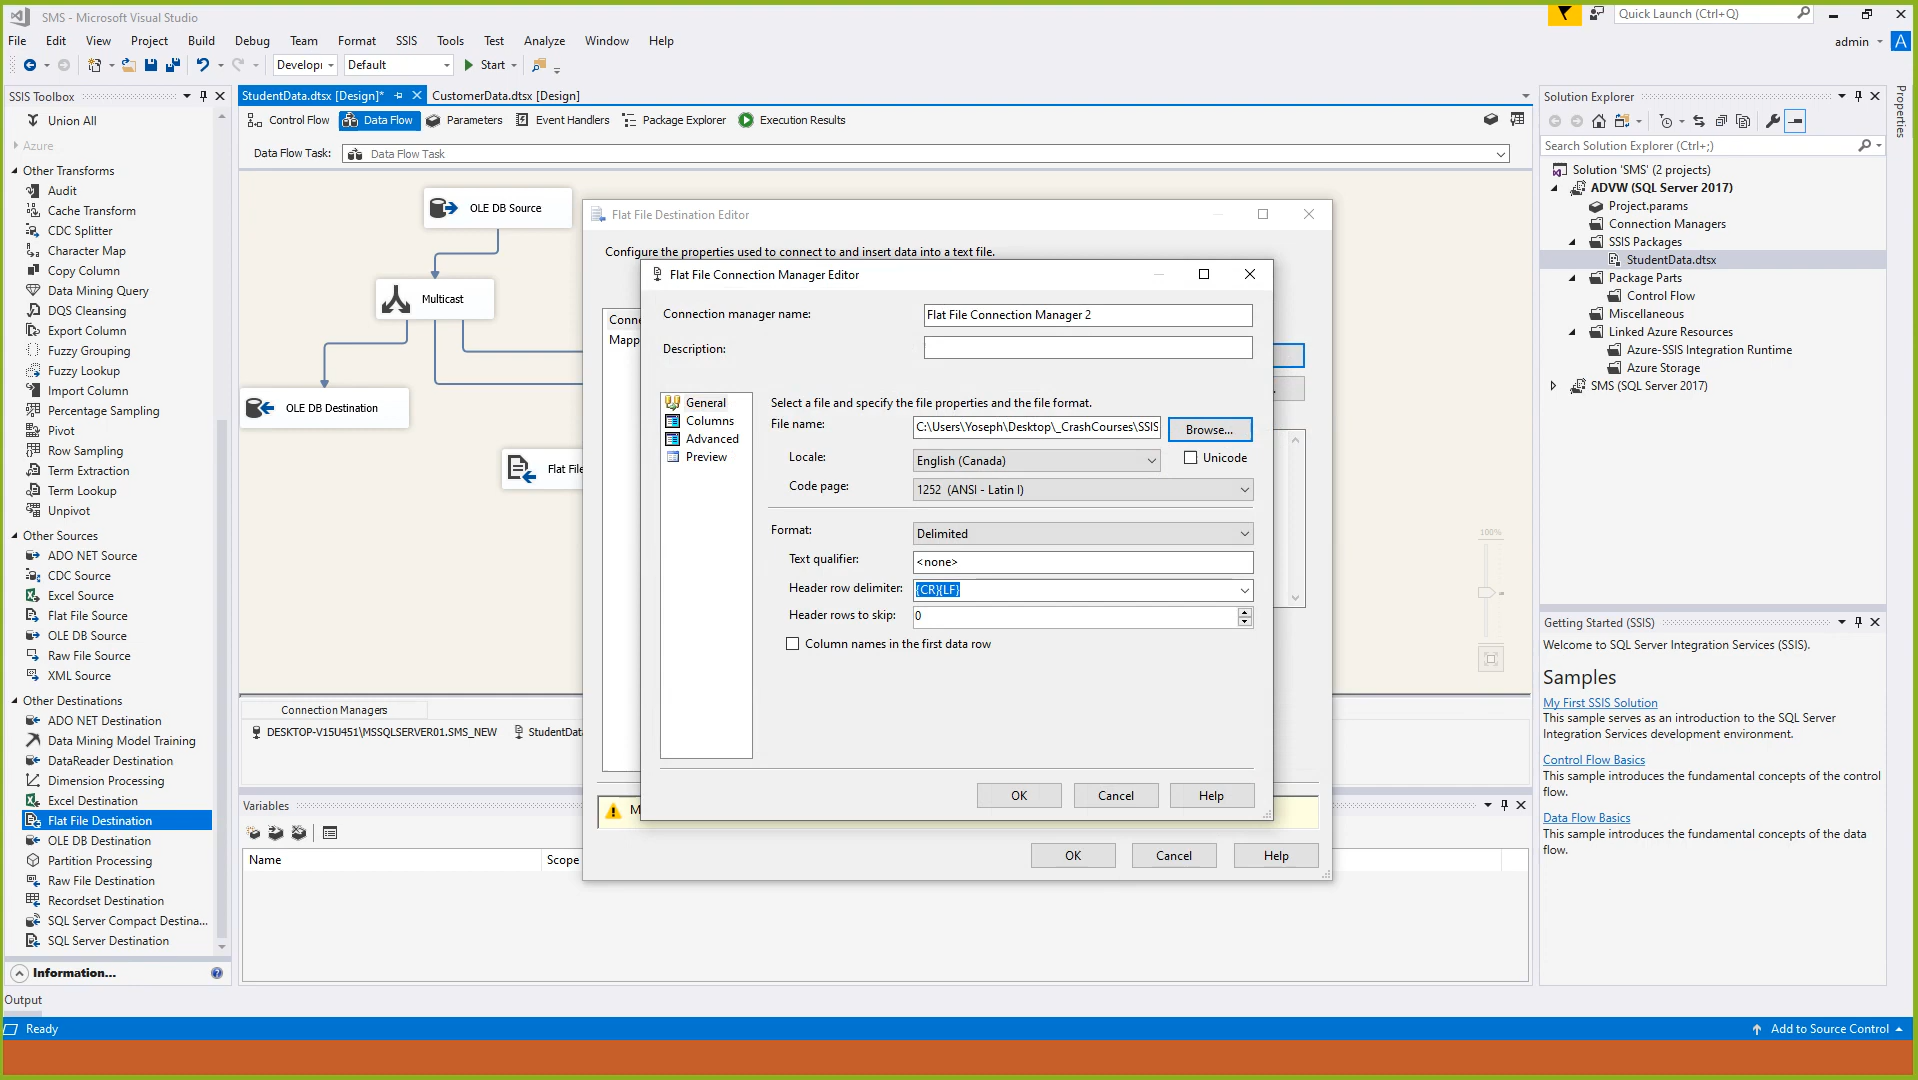 SMS - Microsoft Visual Studio
Quick Launch (Ctrl+Q)
File Edit View Project Build Debug Team Format SSIS Tools Test Analyze Window Help
admin A
Developi Default Start
SSIS Toolbox
StudentData.dtsx [Design]*
CustomerData.dtsx [Design]
Solution Explorer
Properties
Union All
Control Flow Data Flow Parameters Event Handlers Package Explorer Execution Results
Azure
Data Flow Task: Data Flow Task
Search Solution Explorer (Ctrl+;)
Other Transforms
Audit
Cache Transform
CDC Splitter
Character Map
Copy Column
Data Mining Query
DQS Cleansing
Export Column
Fuzzy Grouping
Fuzzy Lookup
Import Column
Percentage Sampling
Pivot
Row Sampling
Term Extraction
Term Lookup
Unpivot
Other Sources
ADO NET Source
CDC Source
Excel Source
Flat File Source
OLE DB Source
Raw File Source
XML Source
Other Destinations
ADO NET Destination
Data Mining Model Training
DataReader Destination
Dimension Processing
Excel Destination
Flat File Destination
OLE DB Destination
Partition Processing
Raw File Destination
Recordset Destination
SQL Server Compact Destina...
SQL Server Destination
Information...
OLE DB Source
Multicast
OLE DB Destination
Flat File
100%
Connection Managers
DESKTOP-V15U451\MSSQLSERVER01.SMS_NEW
StudentData
Variables
Name Scope
Flat File Destination Editor
Configure the properties used to connect to and insert data into a text file.
Conne
Mapp
M
OK Cancel Help
Flat File Connection Manager Editor
Connection manager name: Flat File Connection Manager 2
Description:
General
Columns
Advanced
Preview
Select a file and specify the file properties and the file format.
File name: C:\Users\Yoseph\Desktop\_CrashCourses\SSIS Browse...
Locale: English (Canada) Unicode
Code page: 1252 (ANSI - Latin I)
Format: Delimited
Text qualifier: <none>
Header row delimiter: {CR}{LF}
Header rows to skip: 0
Column names in the first data row
OK Cancel Help
Solution 'SMS' (2 projects)
ADVW (SQL Server 2017)
Project.params
Connection Managers
SSIS Packages
StudentData.dtsx
Package Parts
Control Flow
Miscellaneous
Linked Azure Resources
Azure-SSIS Integration Runtime
Azure Storage
SMS (SQL Server 2017)
Getting Started (SSIS)
Welcome to SQL Server Integration Services (SSIS).
Samples
My First SSIS Solution
This sample serves as an introduction to the SQL Server
Integration Services development environment.
Control Flow Basics
This sample introduces the fundamental concepts of the control
flow.
Data Flow Basics
This sample introduces the fundamental concepts of the data
flow.
Output
Ready
Add to Source Control